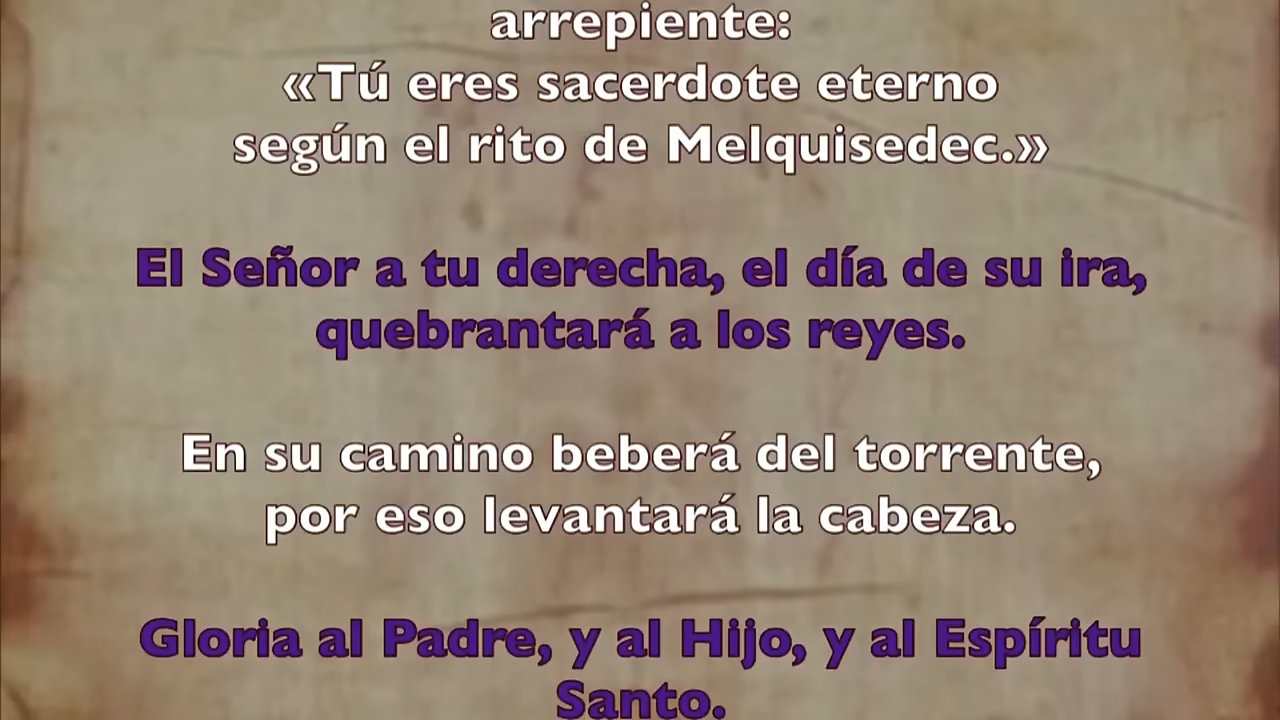 arrepiente:
«Tú eres sacerdote eterno
según el rito de Melquisedec.»
El Señor a tu derecha, el día de su ira,
quebrantará a los reyes.
En su camino beberá del torrente,
por eso levantará la cabeza.
Gloria al Padre, y al Hijo, y al Espíritu
Santo.